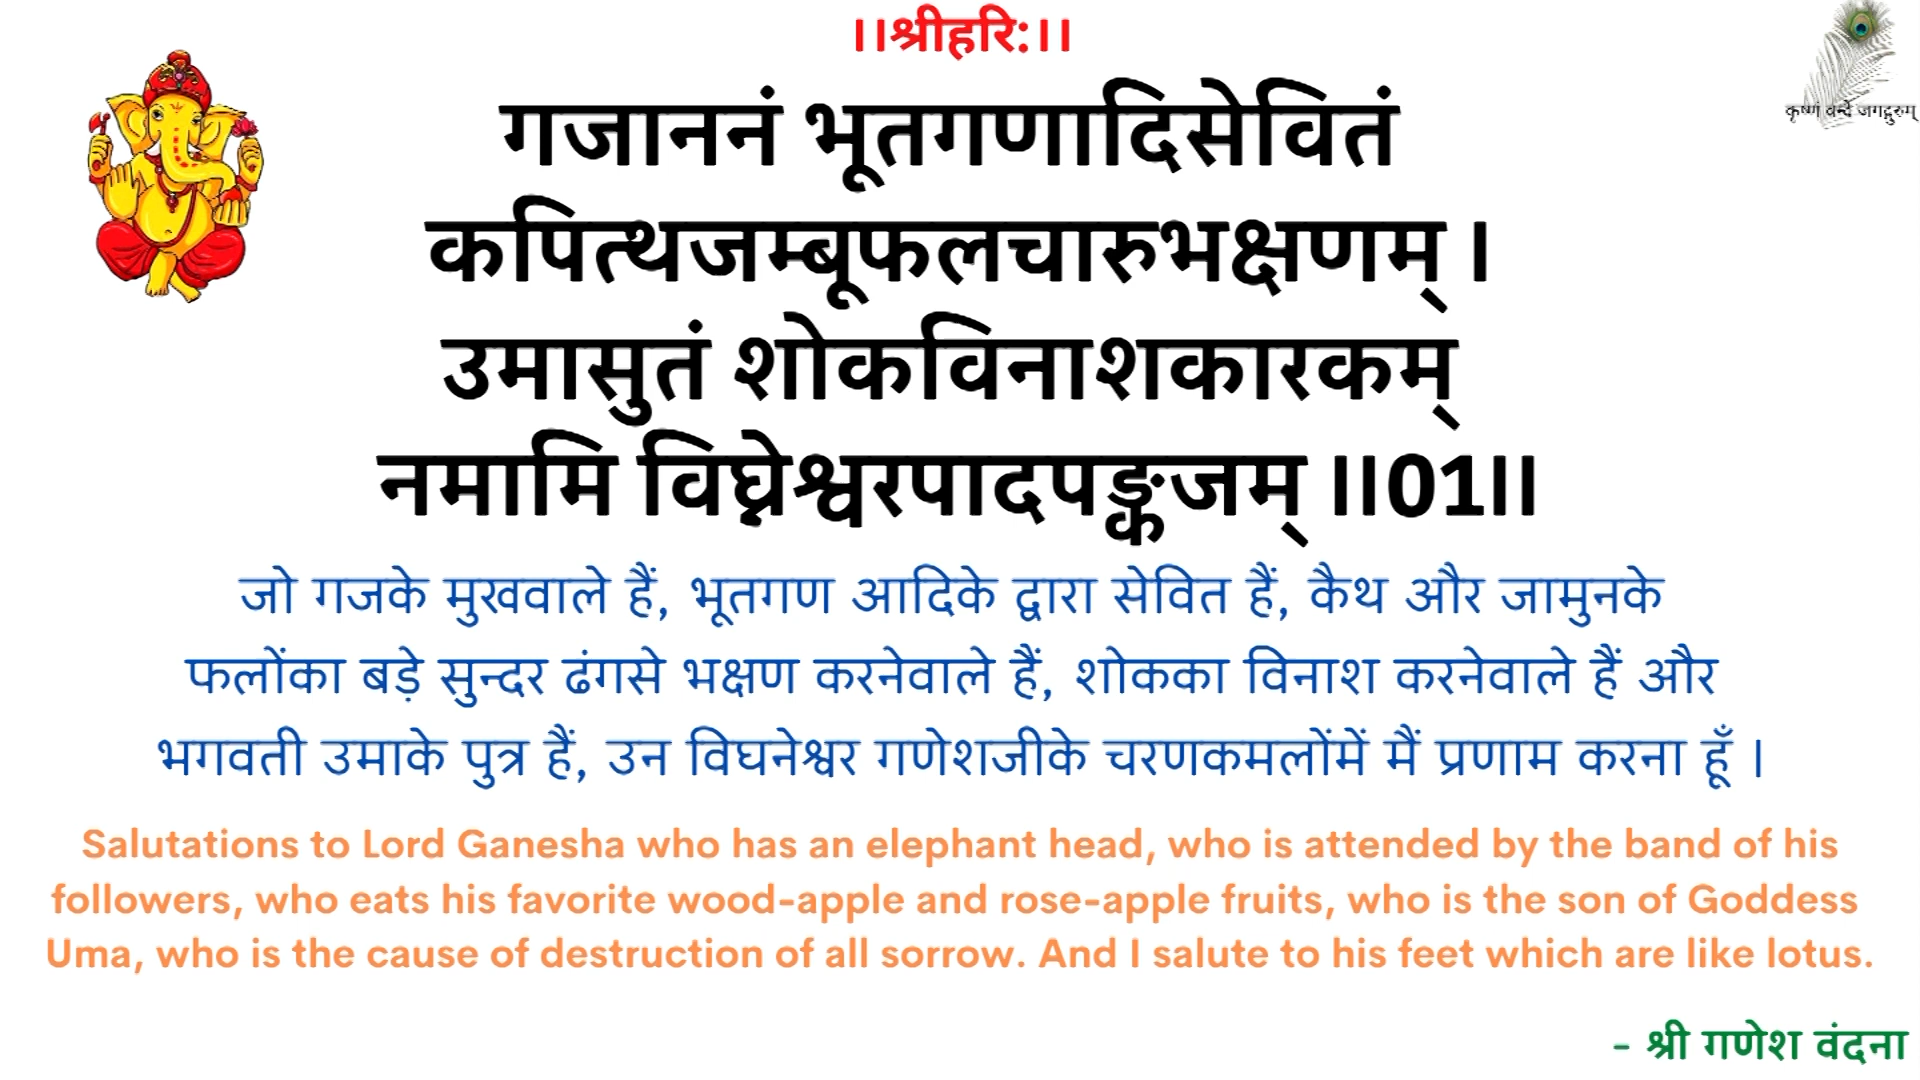 ।।श्रीहरि:।।
कृष्णं वन्दे जगद्गुरुम्
गजाननं भूतगणादिसेवितं
कपित्थजम्बूफलचारुभक्षणम् ।
उमासुतं शोकविनाशकारकम्
नमामि विघ्नेश्वरपादपङ्कजम् ।।01।।
जो गजके मुखवाले हैं, भूतगण आदिके द्वारा सेवित हैं, कैथ और जामुनके
फलोंका बड़े सुन्दर ढंगसे भक्षण करनेवाले हैं, शोकका विनाश करनेवाले हैं और
भगवती उमाके पुत्र हैं, उन विघनेश्वर गणेशजीके चरणकमलोंमें मैं प्रणाम करना हूँ ।
Salutations to Lord Ganesha who has an elephant head, who is attended by the band of his
followers, who eats his favorite wood-apple and rose-apple fruits, who is the son of Goddess
Uma, who is the cause of destruction of all sorrow. And I salute to his feet which are like lotus.
- श्री गणेश वंदना